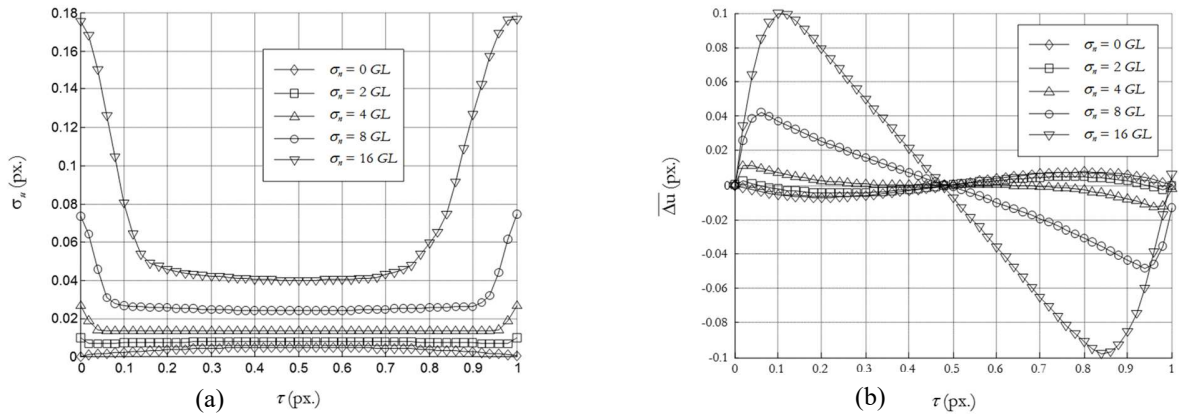 0.18
0.16
0.14
0.12
0.1
0.08
0.06
0.04
0.02
0
σn (px.)
σn = 0 GL
σn = 2 GL
σn = 4 GL
σn = 8 GL
σn = 16 GL
0 0.1 0.2 0.3 0.4 0.5 0.6 0.7 0.8 0.9 1
τ (px.)
(a)
0.1
0.08
0.06
0.04
0.02
0
-0.02
-0.04
-0.06
-0.08
-0.1
Δu (px.)
σn = 0 GL
σn = 2 GL
σn = 4 GL
σn = 8 GL
σn = 16 GL
0 0.1 0.2 0.3 0.4 0.5 0.6 0.7 0.8 0.9 1
τ (px.)
(b)